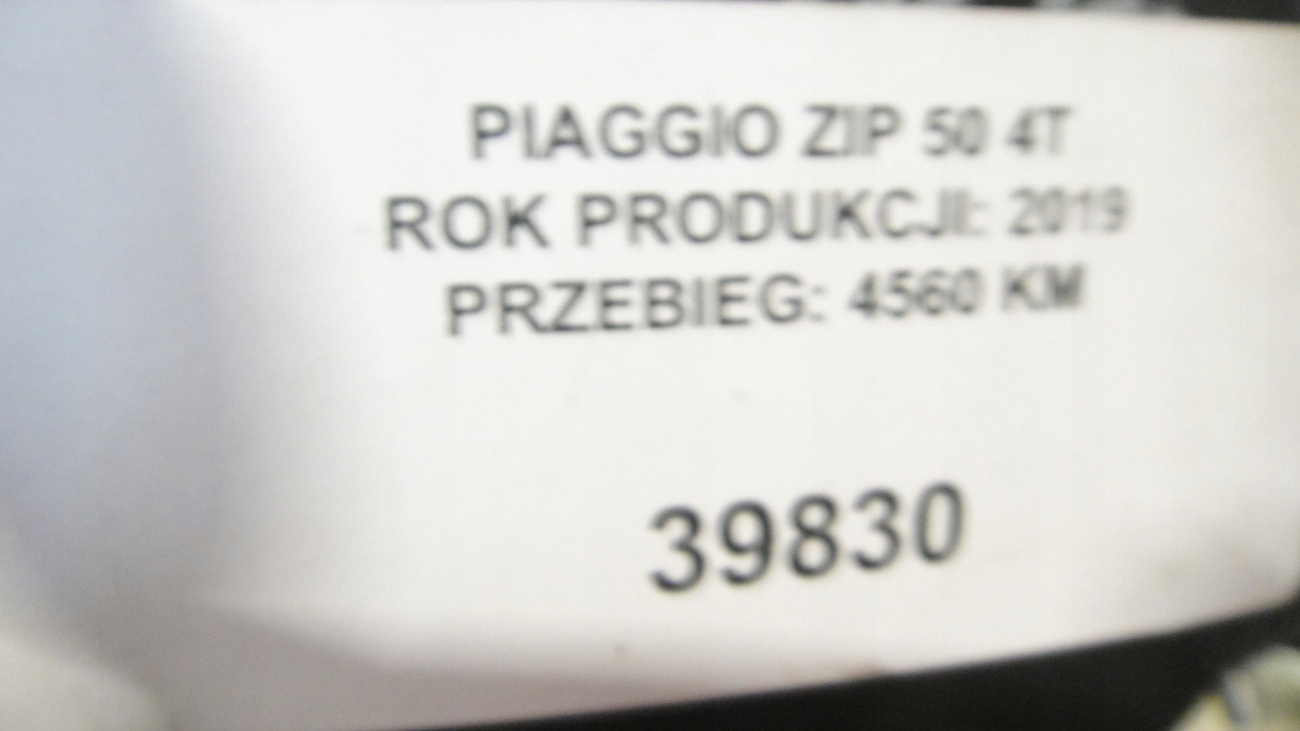 PIAGGIO ZIP 50 4T
ROK PRODUKCJI: 2019
PRZEBIEG: 4560 KM
39830